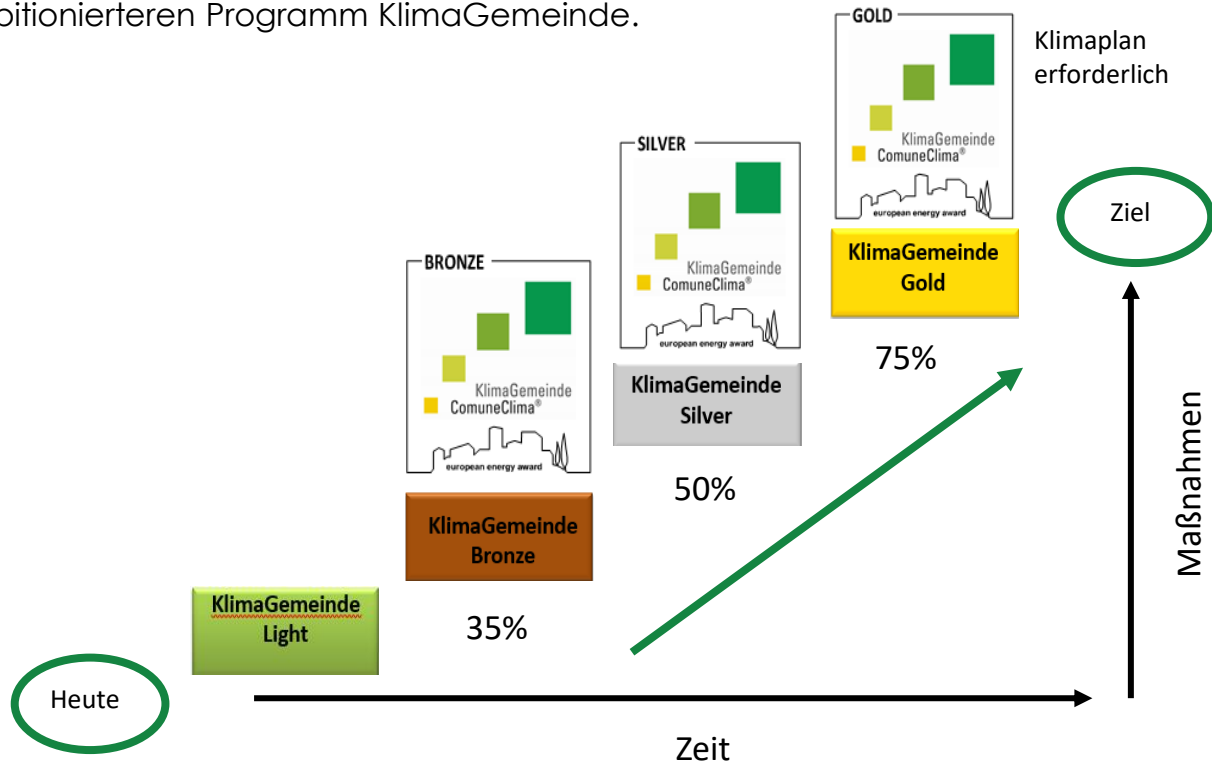 bitionierteren Programm KlimaGemeinde.
GOLD
KlimaGemeinde
ComuneClima®
european energy award
Klimaplan
erforderlich
SILVER
KlimaGemeinde
ComuneClima®
european energy award
Ziel
KlimaGemeinde
Gold
75%
BRONZE
KlimaGemeinde
ComuneClima®
european energy award
KlimaGemeinde
Silver
50%
Maßnahmen
KlimaGemeinde
Bronze
35%
KlimaGemeinde
Light
Heute
Zeit